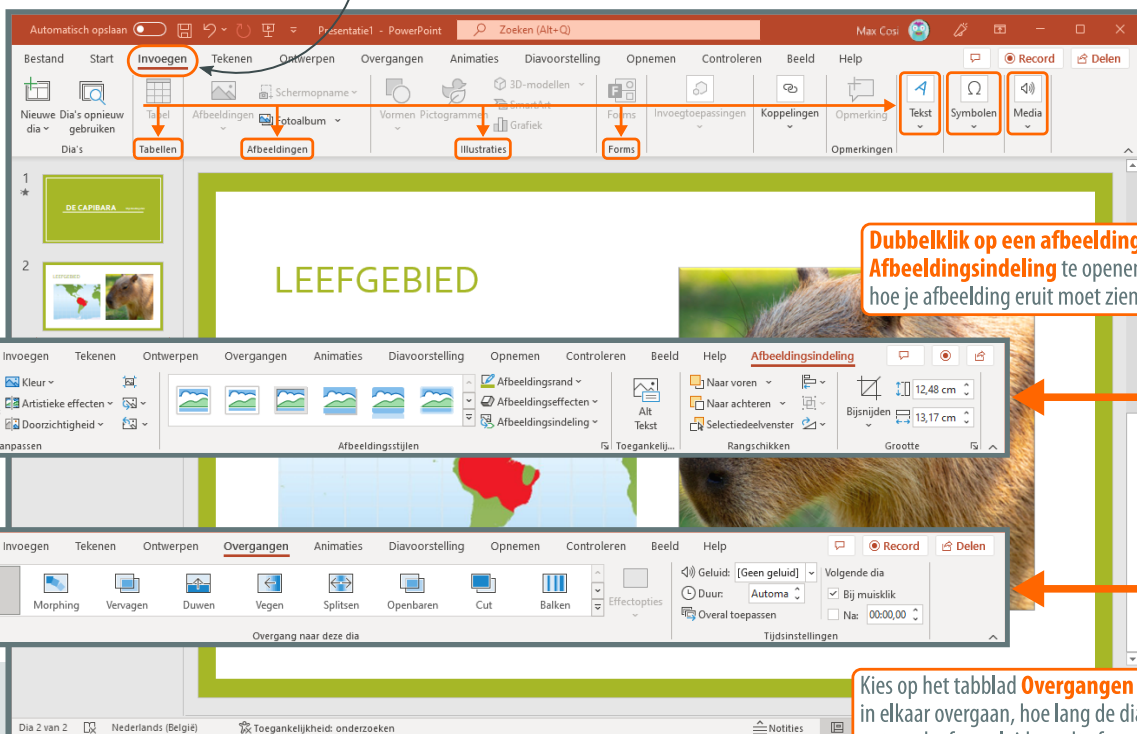 Automatisch opslaan Presentatie1 - PowerPoint Zoeken (Alt+Q) Max Cosi
Bestand Start Invoegen Tekenen Ontwerpen Overgangen Animaties Diavoorstelling Opnemen Controleren Beeld Help Record Delen
Nieuwe dia
Dia's opnieuw gebruiken
Dia's
Tabel
Tabellen
Afbeeldingen
Schermopname
Fotoalbum
Afbeeldingen
Vormen Pictogrammen
3D-modellen
SmartArt
Grafiek
Illustraties
Forms
Forms
Invoegtoepassingen
Koppelingen
Opmerking
Opmerkingen
Tekst
Symbolen
Media
1
DE CAPIBARA
2
LEEFGEBIED
LEEFGEBIED
Dubbelklik op een afbeelding
Afbeeldingsindeling te openen
hoe je afbeelding eruit moet zien
Invoegen Tekenen Ontwerpen Overgangen Animaties Diavoorstelling Opnemen Controleren Beeld Help Afbeeldingsindeling
Kleur
Artistieke effecten
Doorzichtigheid
anpassen
Afbeeldingsstijlen
Afbeeldingsrand
Afbeeldingseffecten
Afbeeldingsindeling
Alt
Tekst
Toegankelij...
Naar voren
Naar achteren
Selectiedeelvenster
Rangschikken
Bijsnijden
12,48 cm
13,17 cm
Grootte
Invoegen Tekenen Ontwerpen Overgangen Animaties Diavoorstelling Opnemen Controleren Beeld Help Record Delen
Morphing Vervagen Duwen Vegen Splitsen Openbaren Cut Balken
Overgang naar deze dia
Effectopties
Geluid: [Geen geluid]
Duur: Automa
Overal toepassen
Volgende dia
Bij muisklik
Na: 00:00,00
Tijdsinstellingen
Kies op het tabblad Overgangen
in elkaar overgaan, hoe lang de dia
Dia 2 van 2 Nederlands (België) Toegankelijkheid: onderzoeken Notities